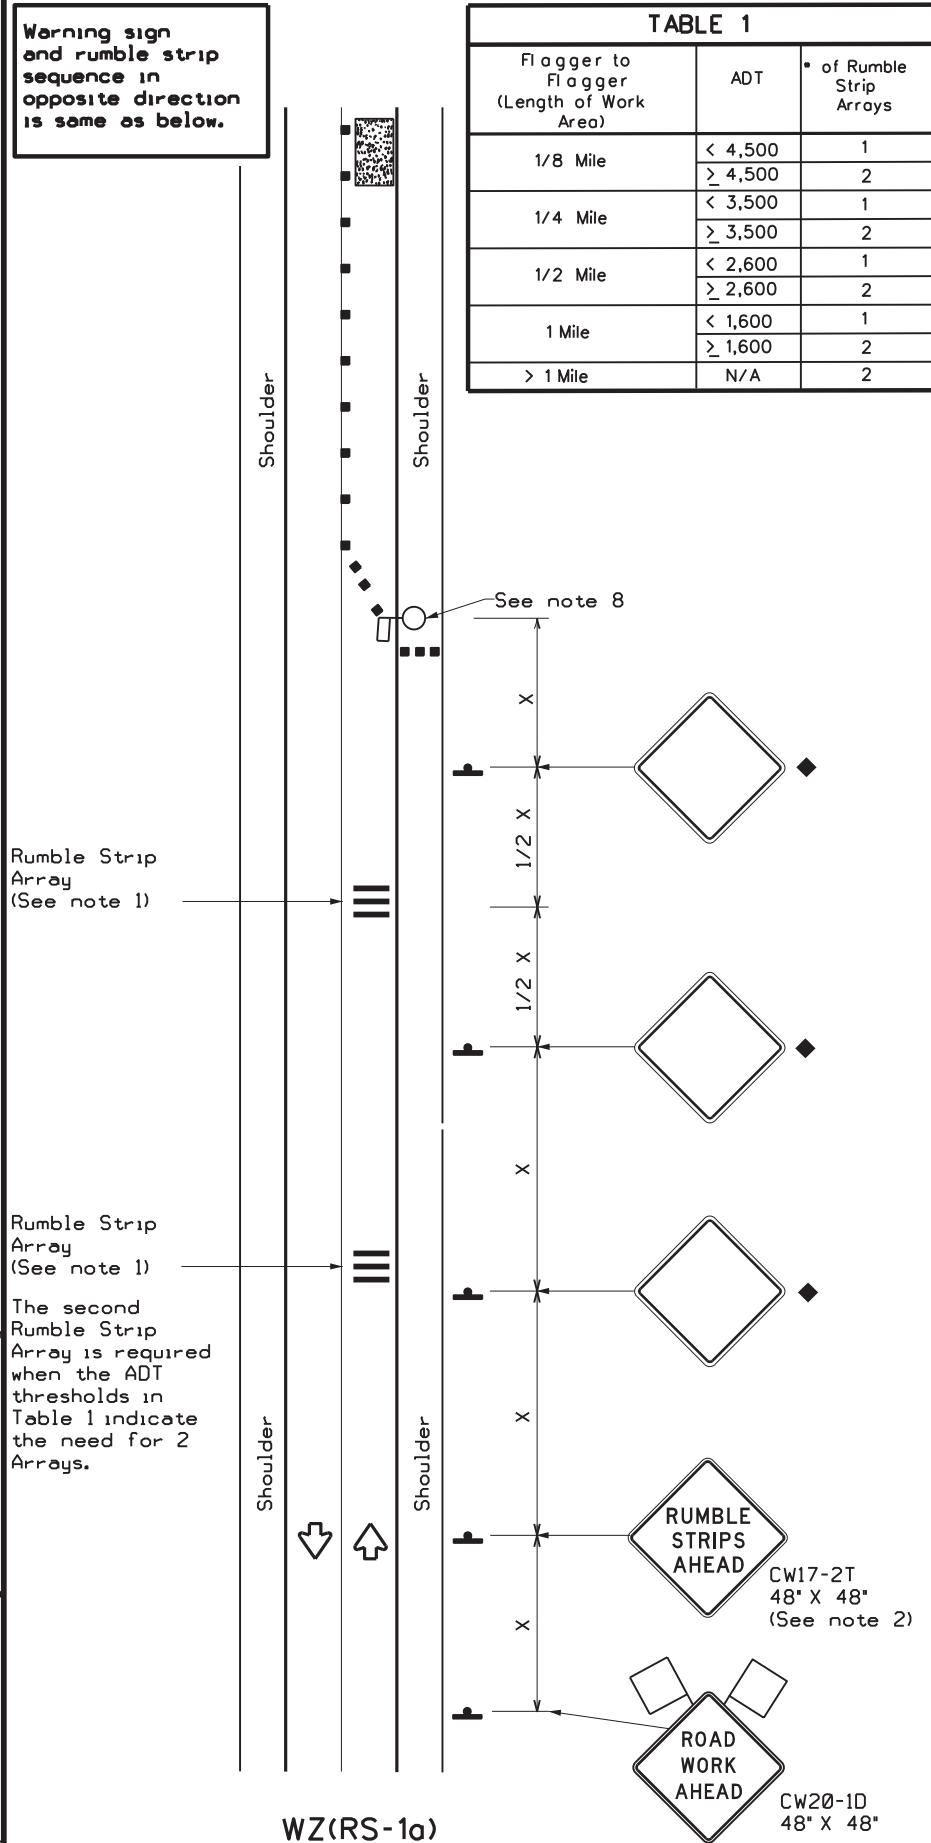 Warning sign
and rumble strip
sequence in
opposite direction
is same as below.
TABLE 1
Flagger to
Flagger
(Length of Work
Area)
ADT
" of Rumble
Strip
Arrays
1/8 Mile
< 4,500
1
≥ 4,500
2
1/4 Mile
< 3,500
1
≥ 3,500
2
1/2 Mile
< 2,600
1
≥ 2,600
2
1 Mile
< 1,600
1
≥ 1,600
2
> 1 Mile
N/A
2
Shoulder
Shoulder
See note 8
X
1/2 X
Rumble Strip
Array
(See note 1)
1/2 X
X
Rumble Strip
Array
(See note 1)
The second
Rumble Strip
Array is required
when the ADT
thresholds in
Table 1 indicate
the need for 2
Arrays.
X
Shoulder
Shoulder
RUMBLE
STRIPS
AHEAD
CW17-2T
48" X 48"
(See note 2)
X
ROAD
WORK
AHEAD
CW20-1D
48" X 48"
WZ(RS-1a)